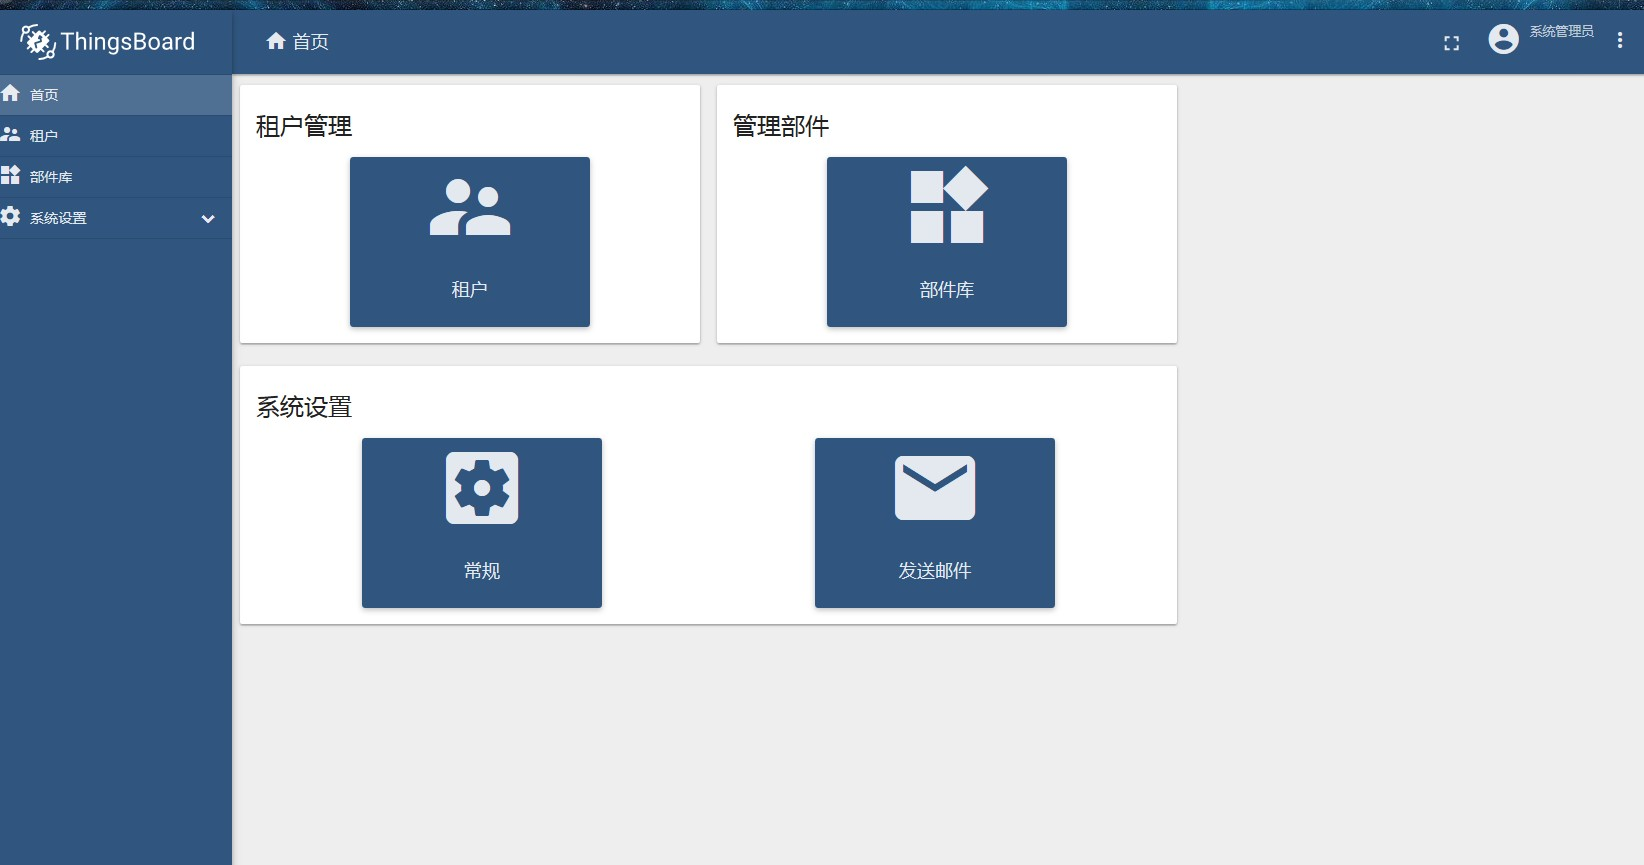 ThingsBoard
首页
系统管理员
首页
租户
部件库
系统设置
租户管理
租户
管理部件
部件库
系统设置
常规
发送邮件